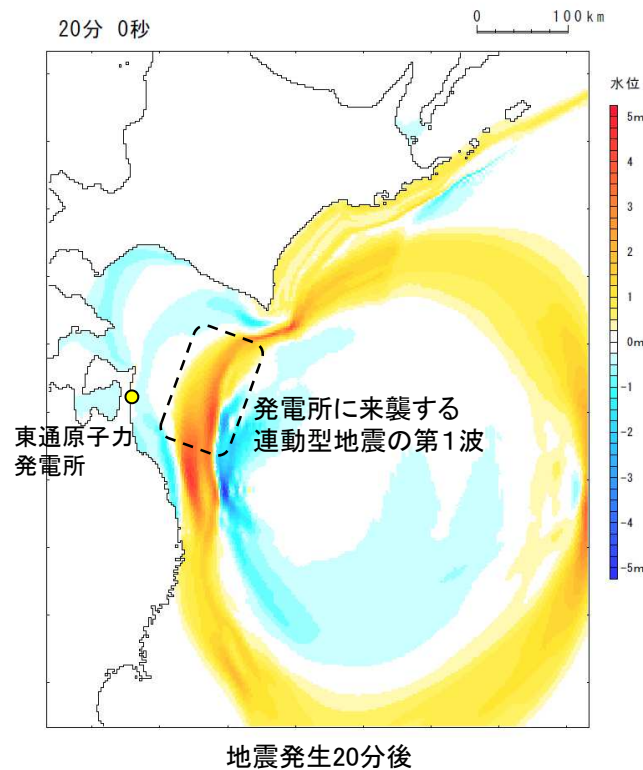 20分 0秒
0 100km
水位
5m
4
3
2
1
0m
-1
-2
-3
-4
-5m
東通原子力
発電所
発電所に来襲する
連動型地震の第1波
地震発生20分後